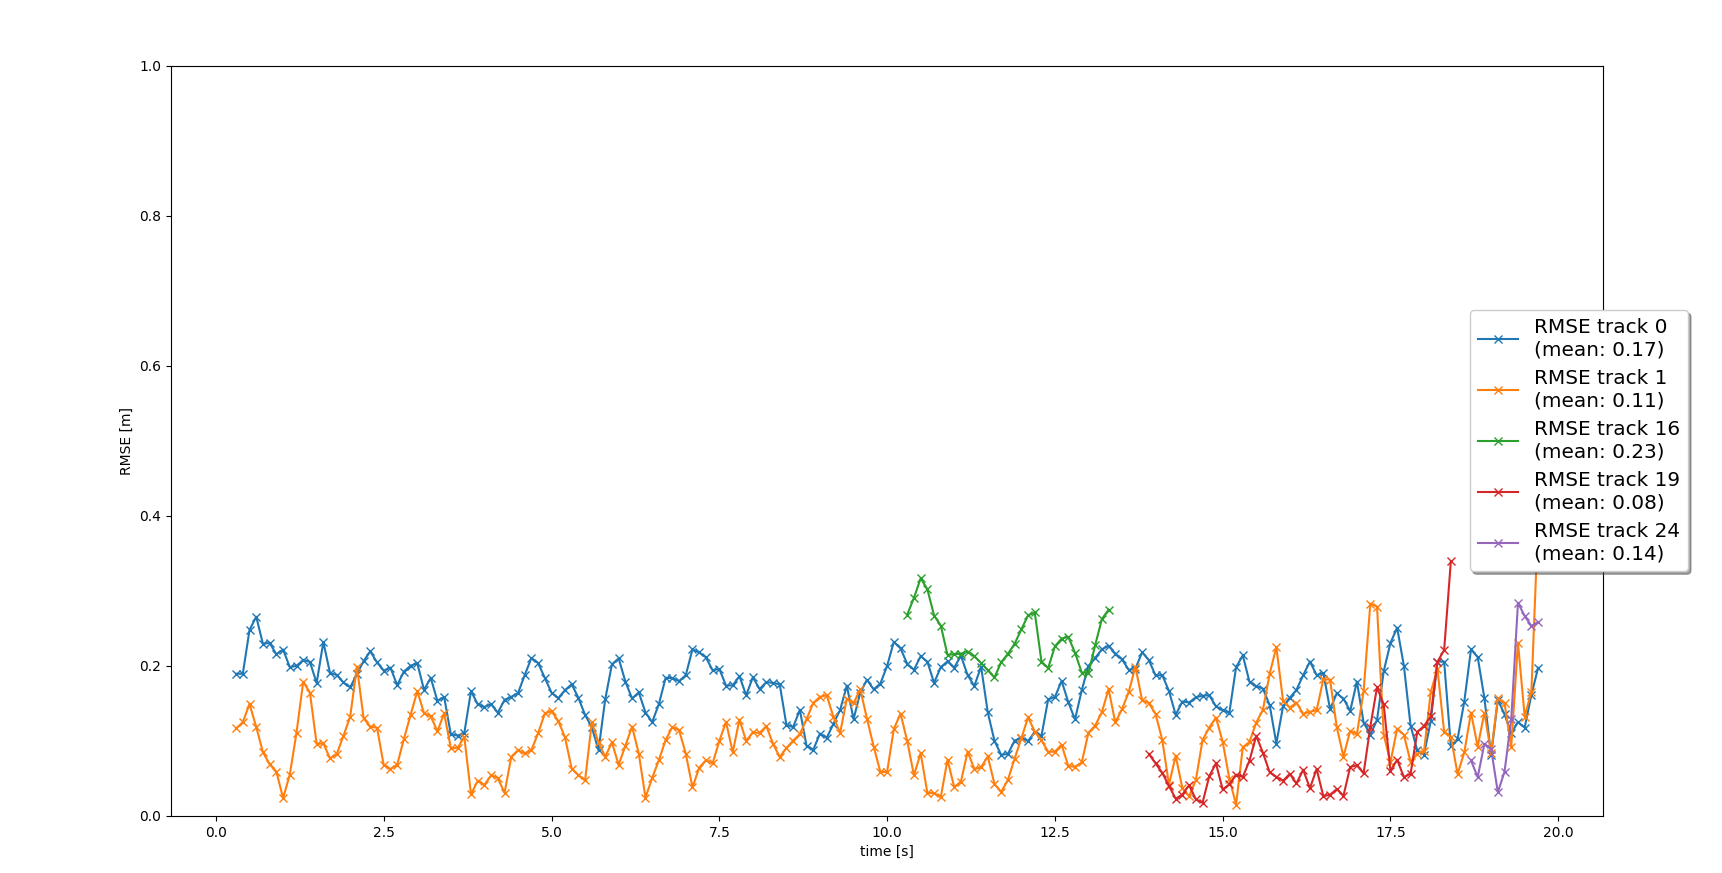 1.0
0.8
0.6
0.4
0.2
0.0
RMSE [m]
0.0 2.5 5.0 7.5 10.0 12.5 15.0 17.5 20.0
time [s]
RMSE track 0
(mean: 0.17)
RMSE track 1
(mean: 0.11)
RMSE track 16
(mean: 0.23)
RMSE track 19
(mean: 0.08)
RMSE track 24
(mean: 0.14)